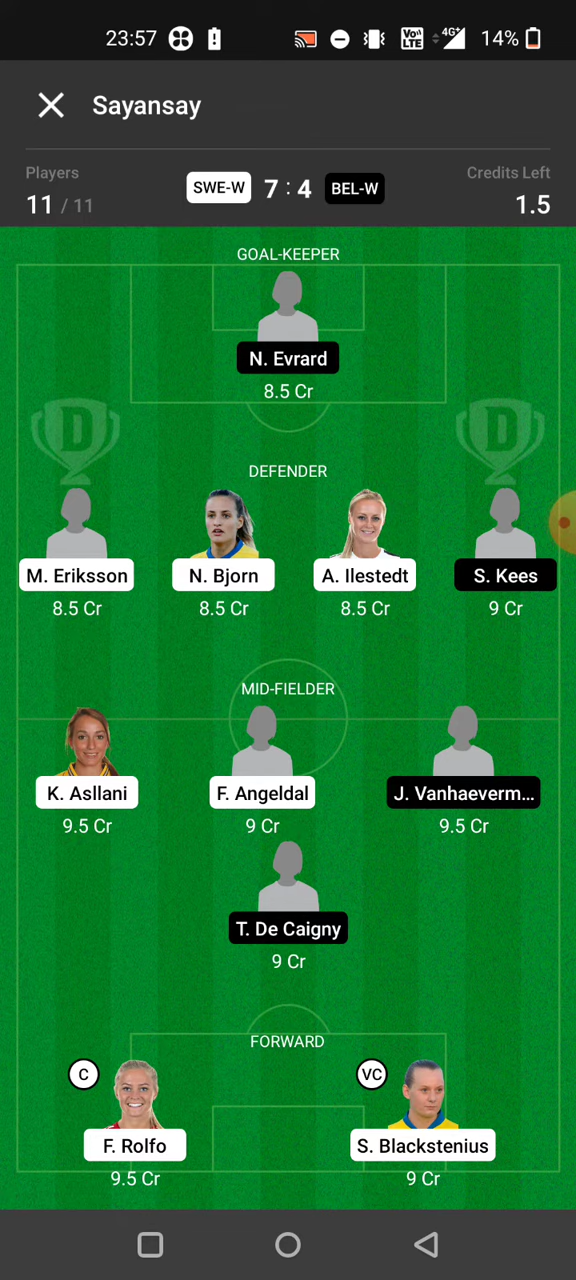 23:57
Vo))
LTE
4G+
14%
Sayansay
Players
11 / 11
SWE-W 7 : 4 BEL-W
Credits Left
1.5
GOAL-KEEPER
N. Evrard
8.5 Cr
D D
DEFENDER
M. Eriksson N. Bjorn A. Ilestedt S. Kees
8.5 Cr 8.5 Cr 8.5 Cr 9 Cr
MID-FIELDER
K. Asllani F. Angeldal J. Vanhaeverm...
9.5 Cr 9 Cr 9.5 Cr
T. De Caigny
9 Cr
FORWARD
C VC
F. Rolfo S. Blackstenius
9.5 Cr 9 Cr